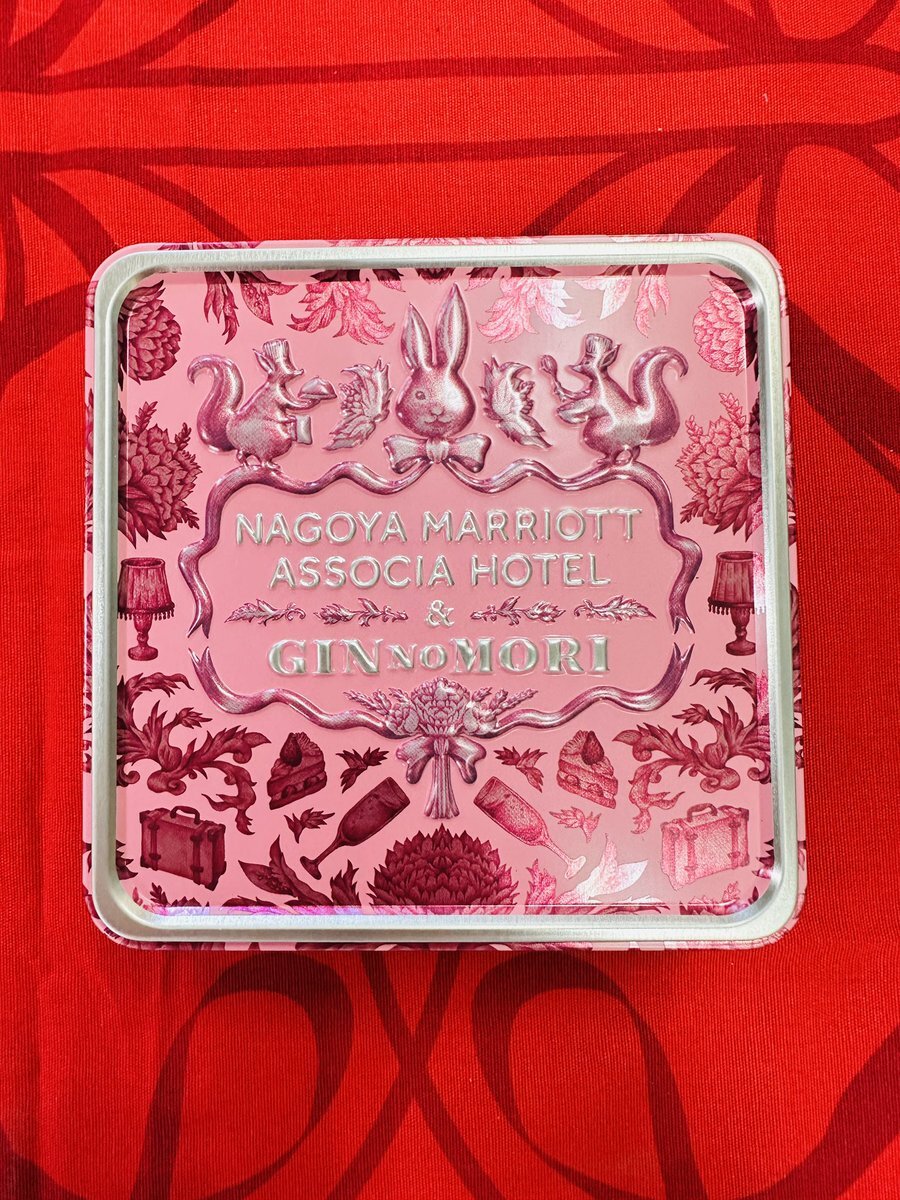 NAGOYA MARRIOTT
ASSOCIA HOTEL
&
GIN NO MORI